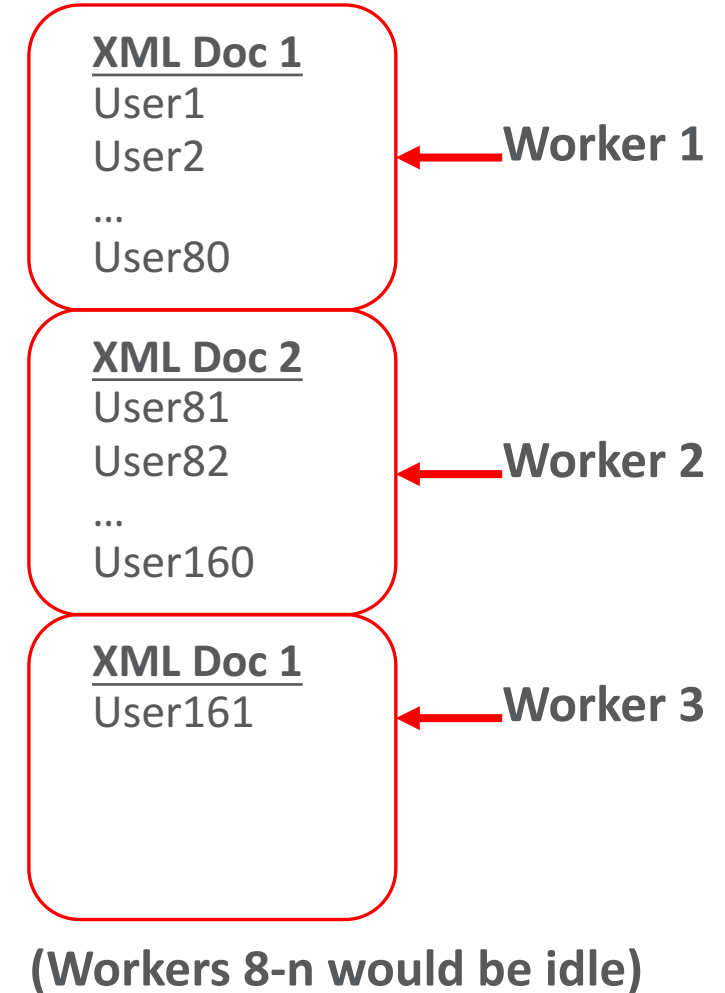 XML Doc 1
User1
User2
...
User80
Worker 1
XML Doc 2
User81
User82
...
User160
Worker 2
XML Doc 1
User161
Worker 3
(Workers 8-n would be idle)